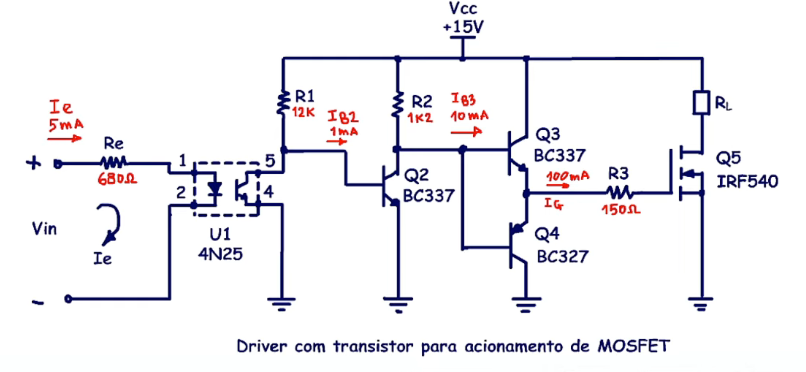 Vcc
+15V
Ie
5mA
Re
680Ω
+
1
2
5
4
U1
4N25
Vin
Ie
-
R1
12K
IB2
1mA
R2
1K2
IB3
10mA
Q2
BC337
Q3
BC337
100mA
IG
R3
150Ω
Q4
BC327
RL
Q5
IRF540
Driver com transistor para acionamento de MOSFET